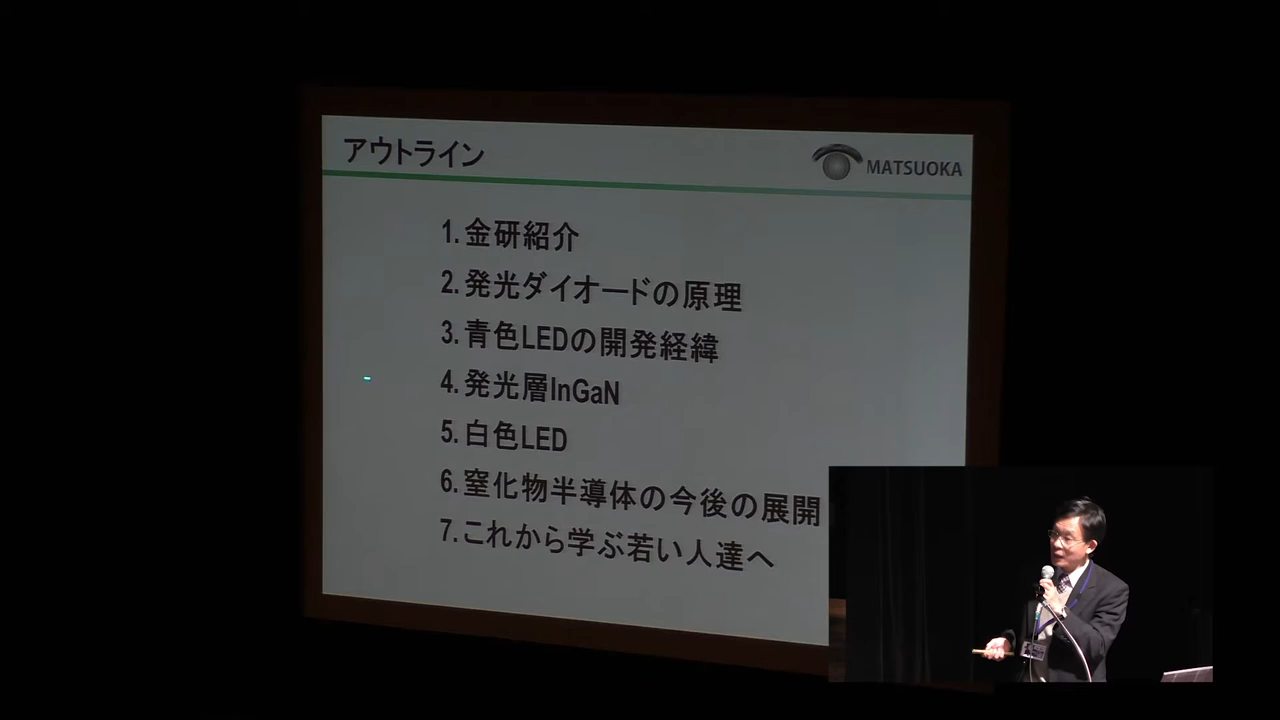 アウトライン
MATSUOKA
1.金研紹介
2.発光ダイオードの原理
3.青色LEDの開発経緯
4.発光層InGaN
5.白色LED
6.窒化物半導体の今後の展開
7.これから学ぶ若い人達へ